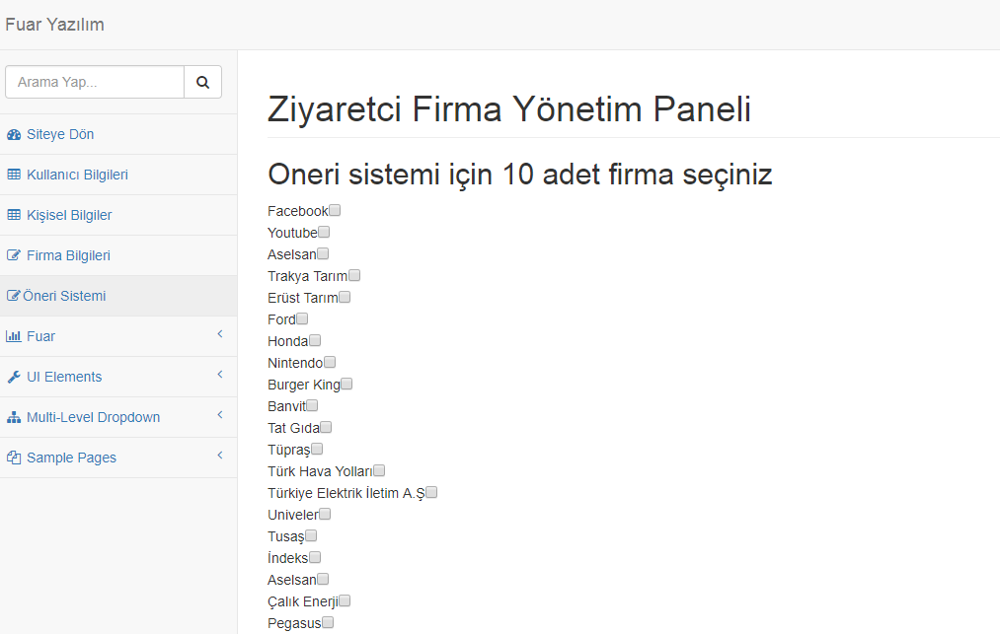 Fuar Yazılım
Arama Yap...
Siteye Dön
Kullanıcı Bilgileri
Kişisel Bilgiler
Firma Bilgileri
Öneri Sistemi
Fuar
UI Elements
Multi-Level Dropdown
Sample Pages
Ziyaretci Firma Yönetim Paneli
Oneri sistemi için 10 adet firma seçiniz
Facebook
Youtube
Aselsan
Trakya Tarım
Erüst Tarım
Ford
Honda
Nintendo
Burger King
Banvit
Tat Gıda
Tüpraş
Türk Hava Yolları
Türkiye Elektrik İletim A.Ş
Univeler
Tusaş
İndeks
Aselsan
Çalık Enerji
Pegasus